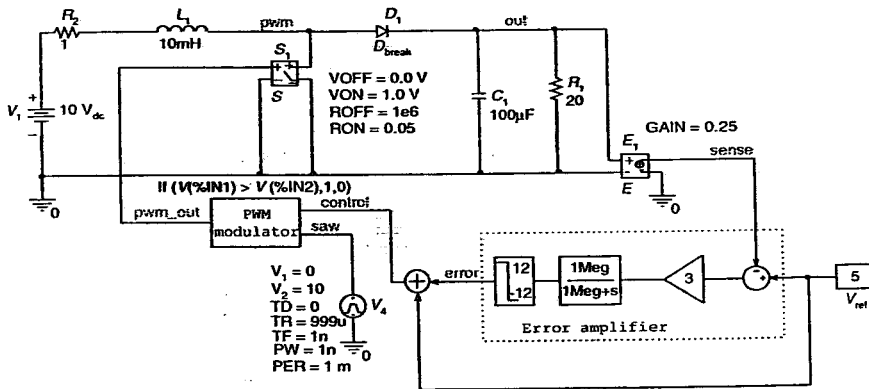 R2
1
L1
10mH
pwm
D1
Dbreak
out
S1
S
VOFF = 0.0 V
VON = 1.0 V
ROFF = 1e6
RON = 0.05
V1
+
10 Vdc
-
C1
100µF
R1
20
E1
GAIN = 0.25
sense
+
-
E
0
0
If (V(%IN1) > V (%IN2),1,0)
pwm_out
PWM
modulator
control
saw
V1 = 0
V2 = 10
TD = 0
TR = 999u
TF = 1n
PW = 1n
PER = 1 m
V4
0
error
12
-12
1Meg
1Meg+s
3
-
+
5
Vref
Error amplifier